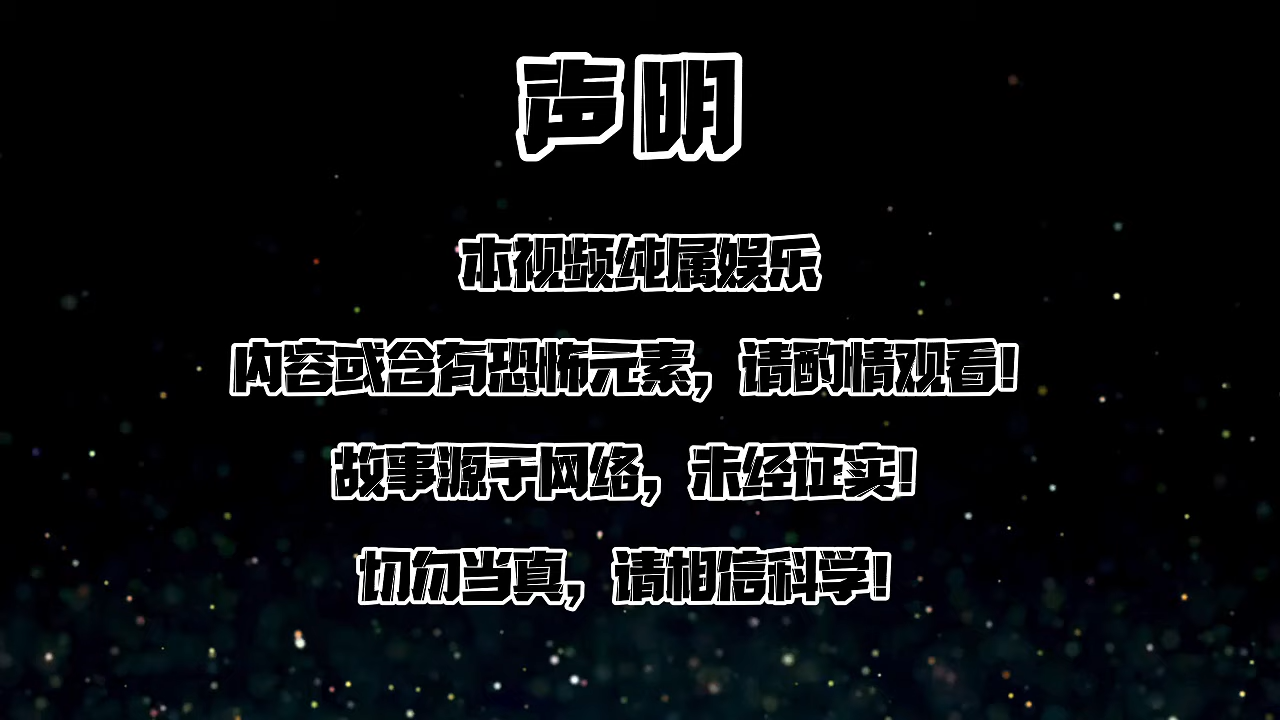 声明
本视频纯属娱乐
内容或含有恐怖元素，请酌情观看！
故事源于网络，未经证实！
切勿当真，请相信科学！